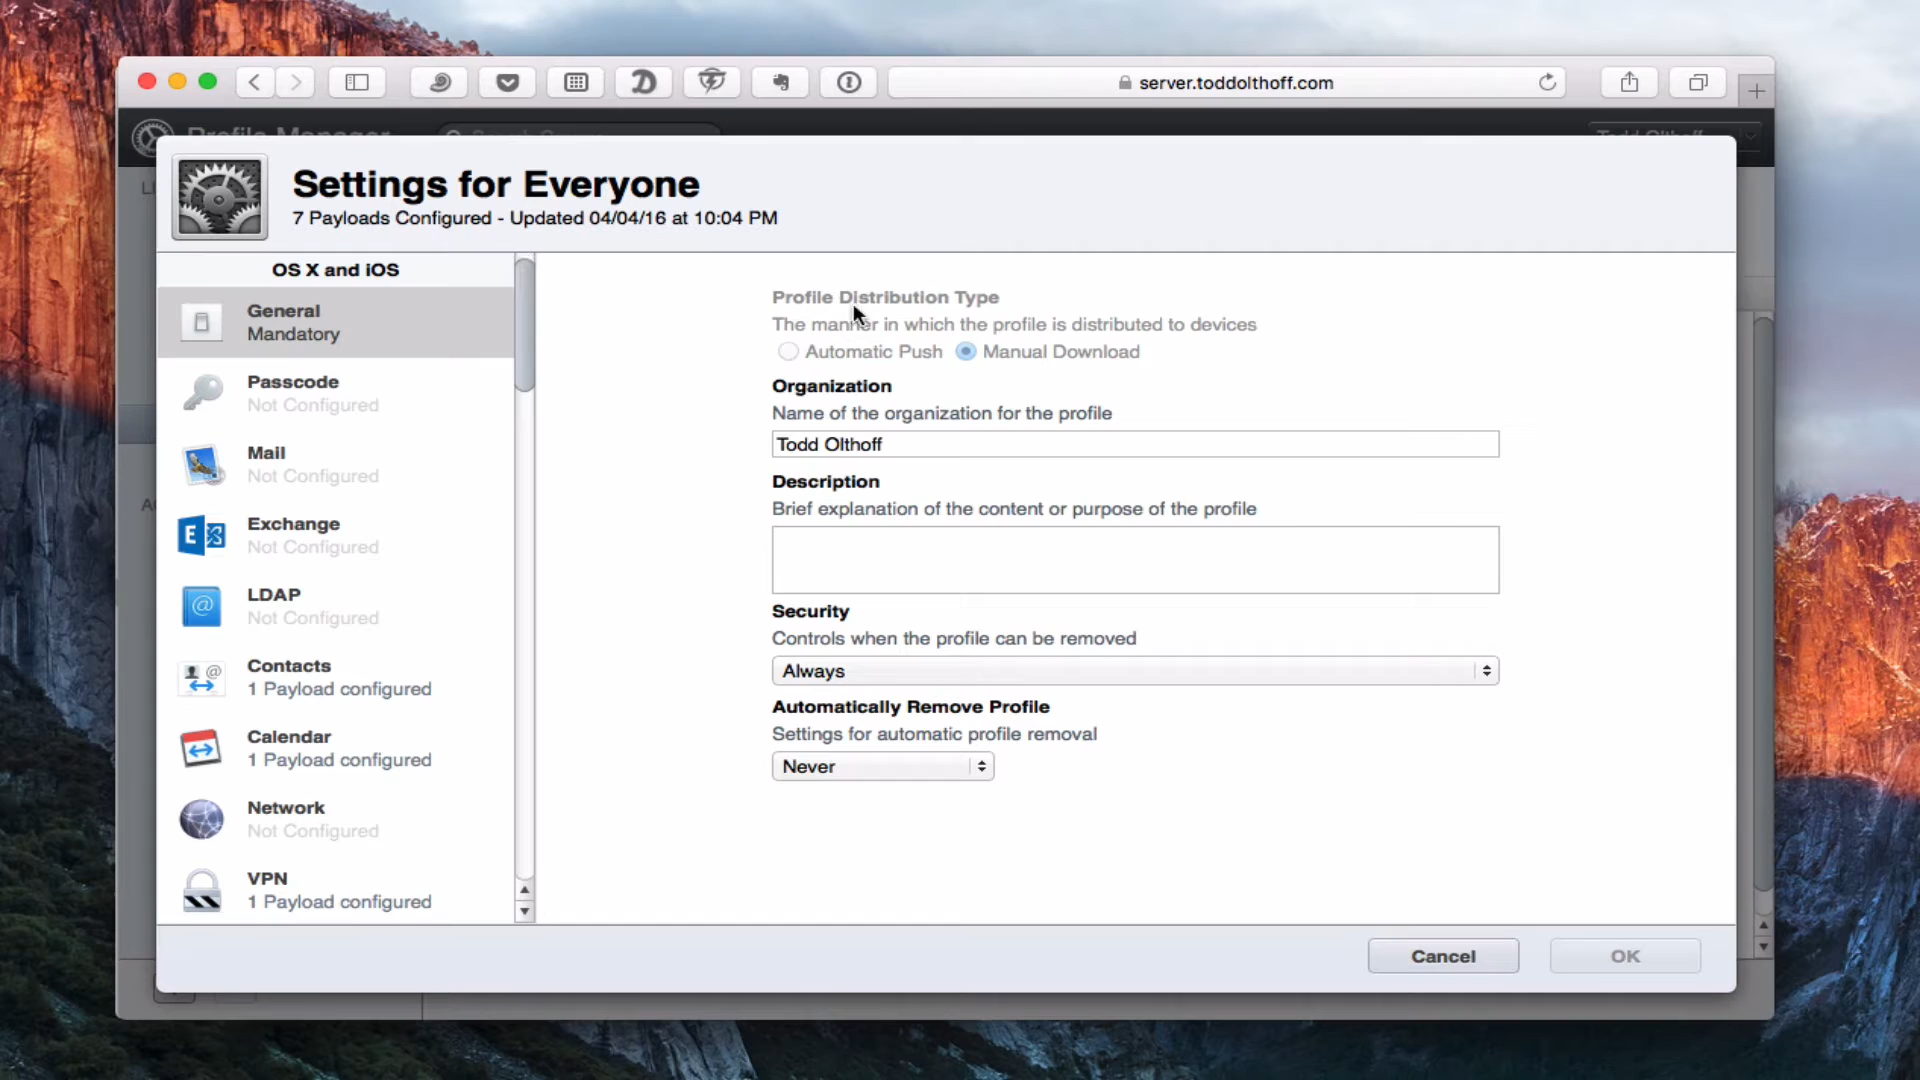 server.toddolthoff.com
Profile Manager
Todd Olthoff
Settings for Everyone
7 Payloads Configured - Updated 04/04/16 at 10:04 PM
OS X and iOS
General
Mandatory
Passcode
Not Configured
Mail
Not Configured
Exchange
Not Configured
LDAP
Not Configured
Contacts
1 Payload configured
Calendar
1 Payload configured
Network
Not Configured
VPN
1 Payload configured
Profile Distribution Type
The manner in which the profile is distributed to devices
Automatic Push Manual Download
Organization
Name of the organization for the profile
Todd Olthoff
Description
Brief explanation of the content or purpose of the profile
Security
Controls when the profile can be removed
Always
Automatically Remove Profile
Settings for automatic profile removal
Never
Cancel
OK